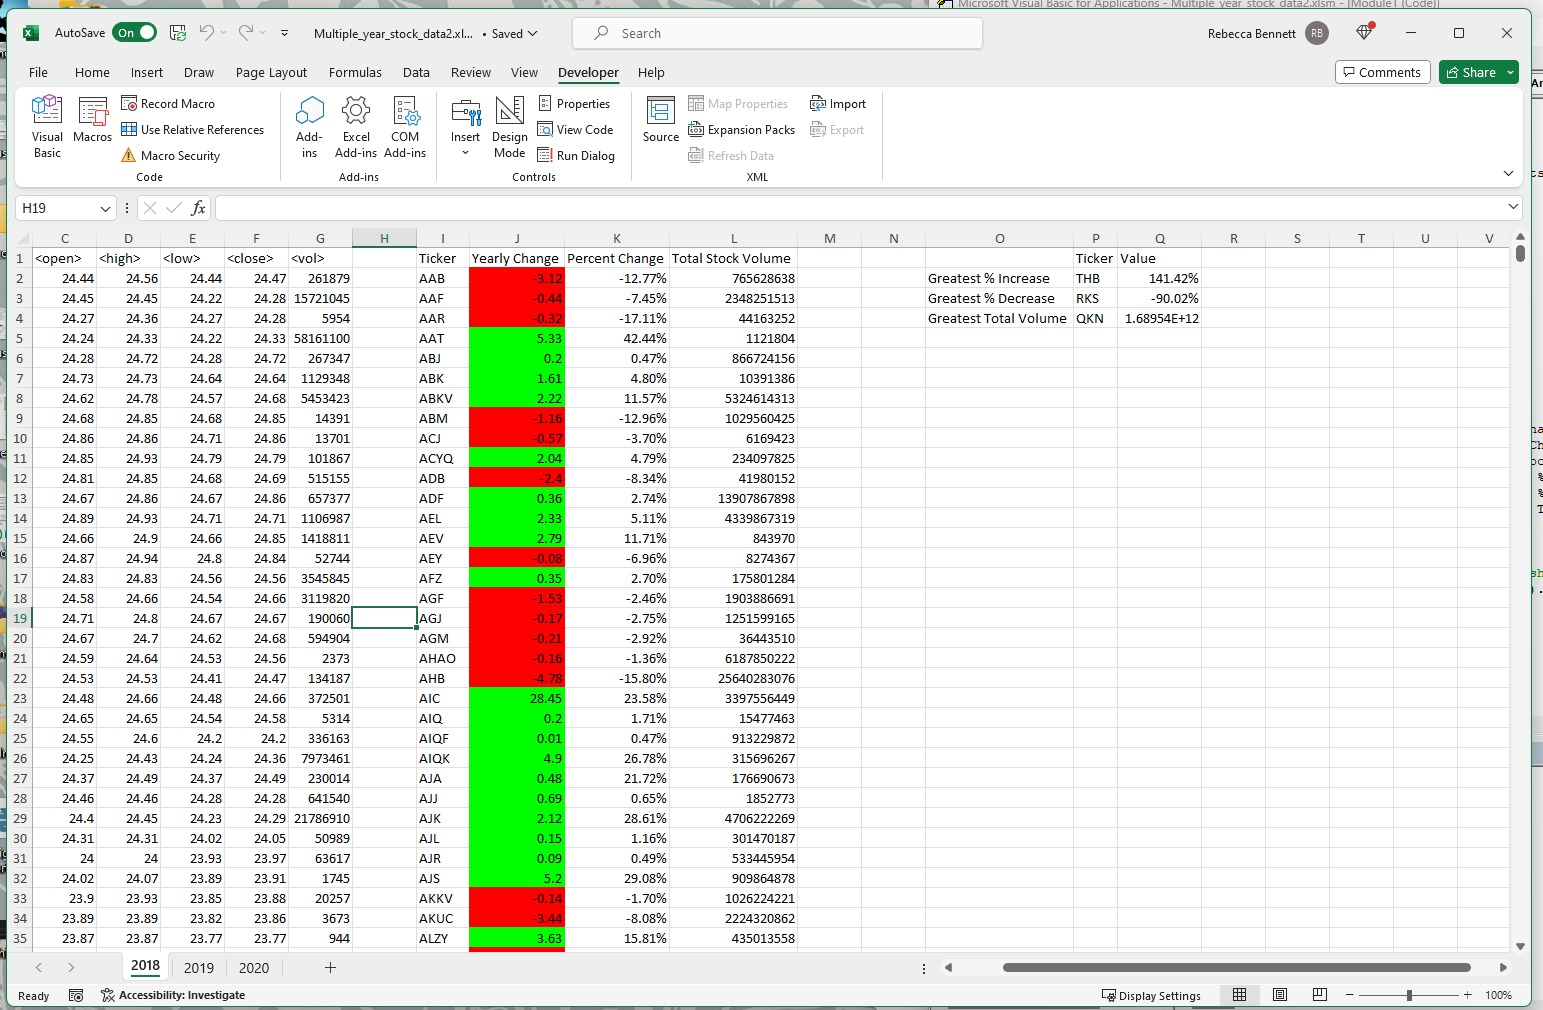 Microsoft Visual Basic for Applications - Multiple_year_stock_data2.xlsm - [Module1 (Code)]
AutoSave On Multiple_year_stock_data2.xl... • Saved Search Rebecca Bennett RB
File Home Insert Draw Page Layout Formulas Data Review View Developer Help Comments Share
Visual Basic Macros Record Macro Use Relative References Macro Security Code
Add-ins Excel Add-ins COM Add-ins Add-ins
Insert Design Mode Properties View Code Run Dialog Controls
Source Map Properties Expansion Packs Refresh Data Import Export XML
H19 fx
C D E F G H I J K L M N O P Q R S T U V
1 <open> <high> <low> <close> <vol> Ticker Yearly Change Percent Change Total Stock Volume Ticker Value
2 24.44 24.56 24.44 24.47 261879 AAB -3.12 -12.77% 765628638 Greatest % Increase THB 141.42%
3 24.45 24.45 24.22 24.28 15721045 AAF -0.44 -7.45% 2348251513 Greatest % Decrease RKS -90.02%
4 24.27 24.36 24.27 24.28 5954 AAR -0.32 -17.11% 44163252 Greatest Total Volume QKN 1.68954E+12
5 24.24 24.33 24.22 24.33 58161100 AAT 5.33 42.44% 1121804
6 24.28 24.72 24.28 24.72 267347 ABJ 0.2 0.47% 866724156
7 24.73 24.73 24.64 24.64 1129348 ABK 1.61 4.80% 10391386
8 24.62 24.78 24.57 24.68 5453423 ABKV 2.22 11.57% 5324614313
9 24.68 24.85 24.68 24.85 14391 ABM -1.16 -12.96% 1029560425
10 24.86 24.86 24.71 24.86 13701 ACJ -0.57 -3.70% 6169423
11 24.85 24.93 24.79 24.79 101867 ACYQ 2.04 4.79% 234097825
12 24.81 24.85 24.68 24.69 515155 ADB -2.4 -8.34% 41980152
13 24.67 24.86 24.67 24.86 657377 ADF 0.36 2.74% 13907867898
14 24.89 24.93 24.71 24.71 1106987 AEL 2.33 5.11% 4339867319
15 24.66 24.9 24.66 24.85 1418811 AEV 2.79 11.71% 843970
16 24.87 24.94 24.8 24.84 52744 AEY -0.08 -6.96% 8274367
17 24.83 24.83 24.56 24.56 3545845 AFZ 0.35 2.70% 175801284
18 24.58 24.66 24.54 24.66 3119820 AGF -1.53 -2.46% 1903886691
19 24.71 24.8 24.67 24.67 190060 AGJ -0.17 -2.75% 1251599165
20 24.67 24.7 24.62 24.68 594904 AGM -0.21 -2.92% 36443510
21 24.59 24.64 24.53 24.56 2373 AHAO -0.16 -1.36% 6187850222
22 24.53 24.53 24.41 24.47 134187 AHB -4.78 -15.80% 25640283076
23 24.48 24.66 24.48 24.66 372501 AIC 28.45 23.58% 3397556449
24 24.65 24.65 24.54 24.58 5314 AIQ 0.2 1.71% 15477463
25 24.55 24.6 24.2 24.2 336163 AIQF 0.01 0.47% 913229872
26 24.25 24.43 24.24 24.36 7973461 AIQK 4.9 26.78% 315696267
27 24.37 24.49 24.37 24.49 230014 AJA 0.48 21.72% 176690673
28 24.46 24.46 24.28 24.28 641540 AJJ 0.69 0.65% 1852773
29 24.4 24.45 24.23 24.29 21786910 AJK 2.12 28.61% 4706222269
30 24.31 24.31 24.02 24.05 50989 AJL 0.15 1.16% 301470187
31 24 24 23.93 23.97 63617 AJR 0.09 0.49% 533445954
32 24.02 24.07 23.89 23.91 1745 AJS 5.2 29.08% 909864878
33 23.9 23.93 23.85 23.88 20257 AKKV -0.14 -1.70% 1026224221
34 23.89 23.89 23.82 23.86 3673 AKUC -3.44 -8.08% 2224320862
35 23.87 23.87 23.77 23.77 944 ALZY 3.63 15.81% 435013558
2018 2019 2020 +
Ready Accessibility: Investigate Display Settings 100%